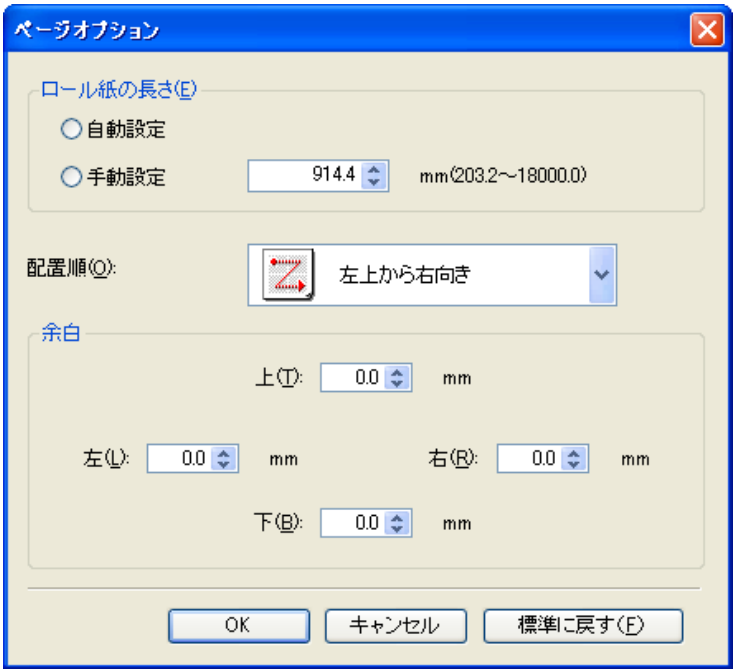 ページオプション
ロール紙の長さ(E)
自動設定
手動設定 914.4 mm(203.2～18000.0)
配置順(O): 左上から右向き
余白
上(T): 0.0 mm
左(L): 0.0 mm 右(R): 0.0 mm
下(B): 0.0 mm
OK キャンセル 標準に戻す(F)